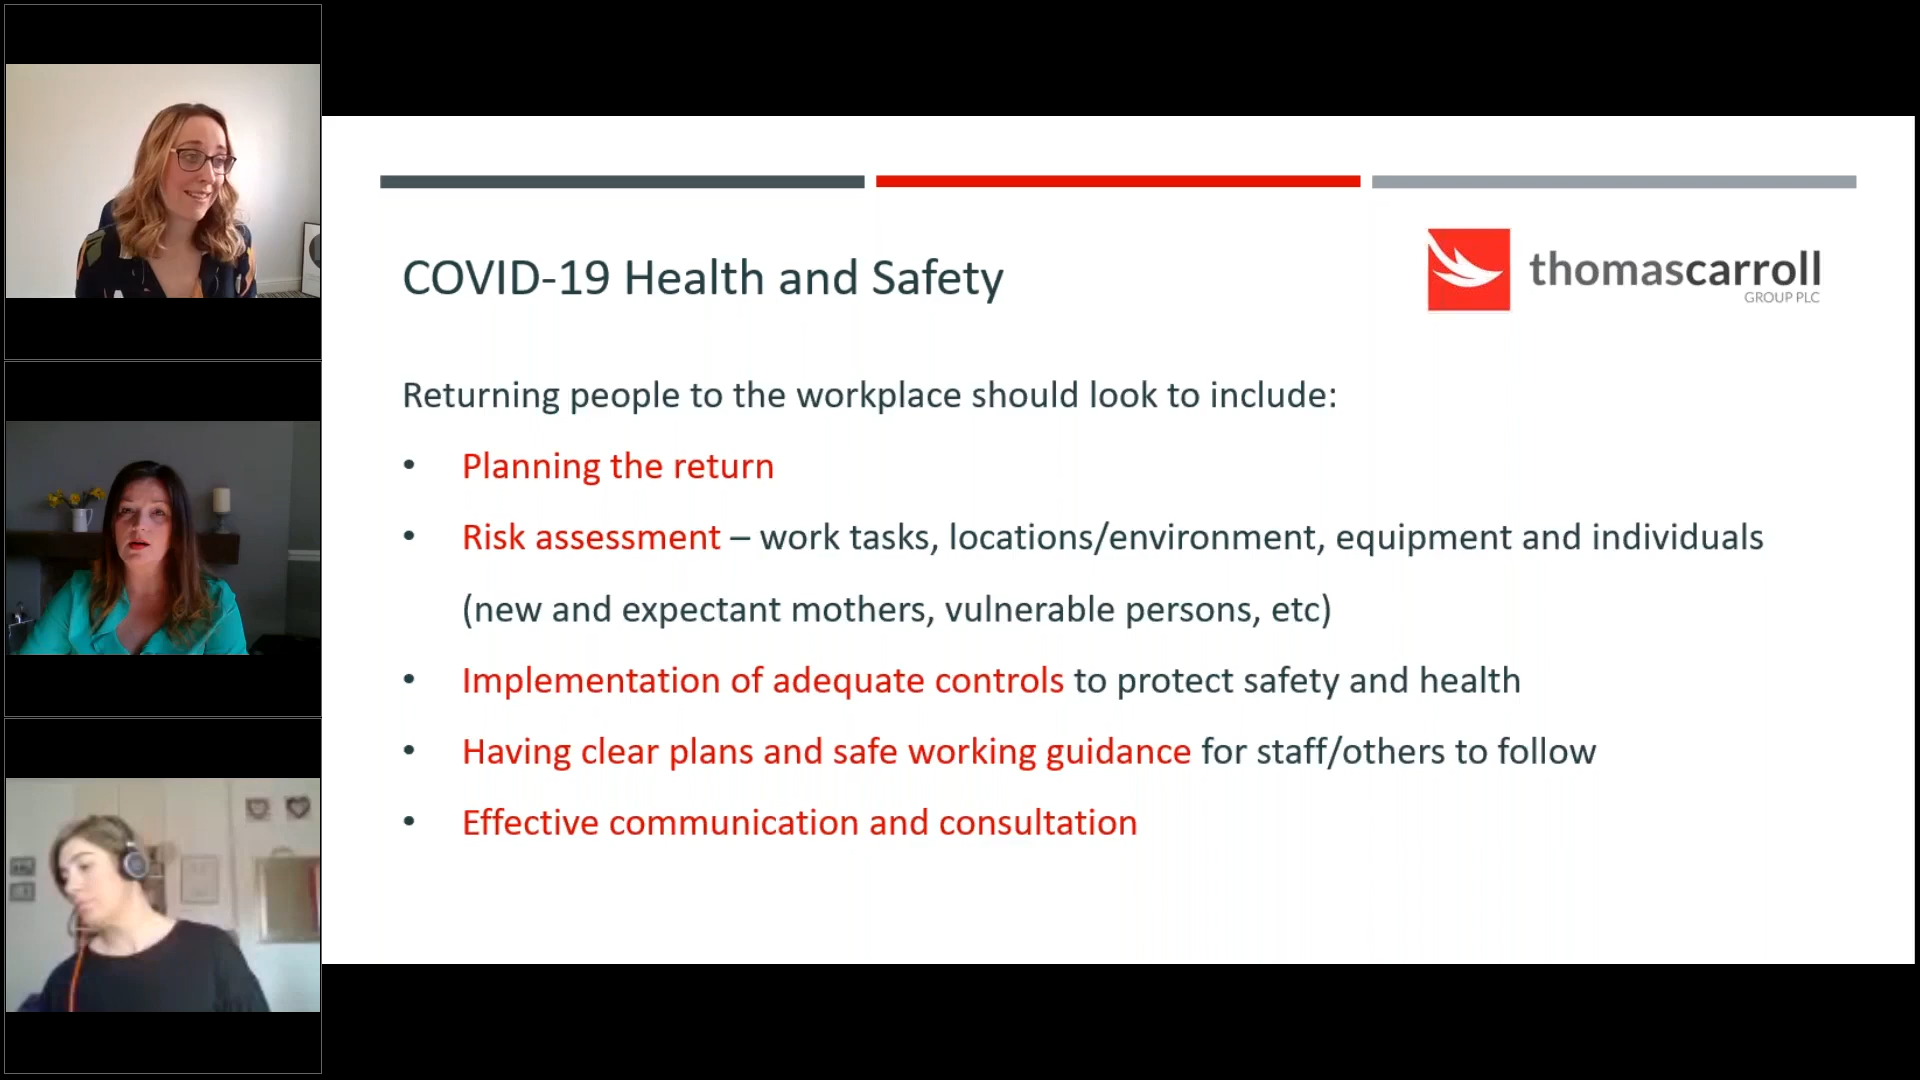 COVID-19 Health and Safety
thomascarroll
GROUP PLC
Returning people to the workplace should look to include:
• Planning the return
• Risk assessment – work tasks, locations/environment, equipment and individuals
(new and expectant mothers, vulnerable persons, etc)
• Implementation of adequate controls to protect safety and health
• Having clear plans and safe working guidance for staff/others to follow
• Effective communication and consultation